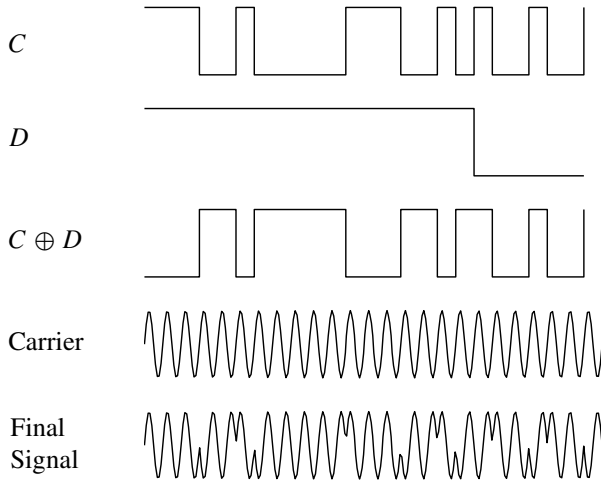 C
D
C ⊕ D
Carrier
Final
Signal